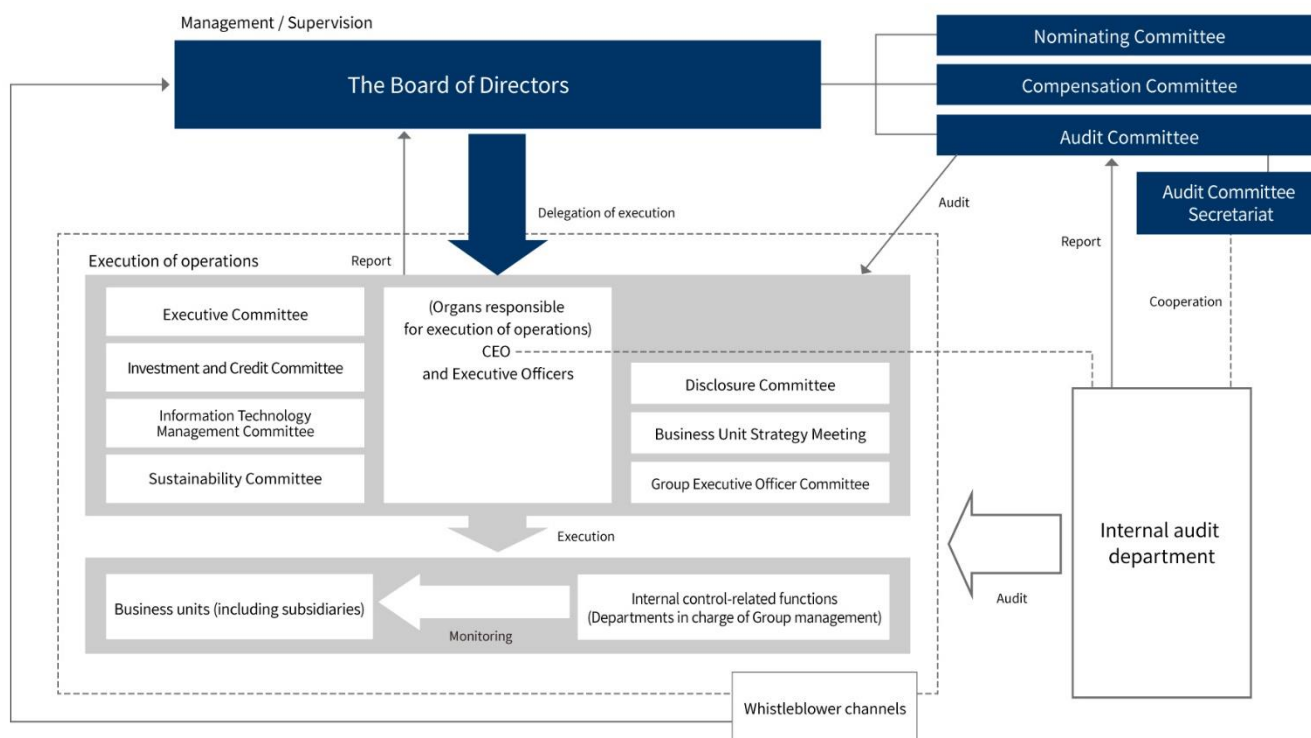 Management / Supervision
The Board of Directors
Nominating Committee
Compensation Committee
Audit Committee
Audit Committee
Secretariat
Delegation of execution
Audit
Report
Cooperation
Execution of operations
Report
Executive Committee
Investment and Credit Committee
Information Technology
Management Committee
Sustainability Committee
(Organs responsible
for execution of operations)
CEO
and Executive Officers
Disclosure Committee
Business Unit Strategy Meeting
Group Executive Officer Committee
Execution
Business units (including subsidiaries)
Monitoring
Internal control-related functions
(Departments in charge of Group management)
Internal audit
department
Audit
Whistleblower channels